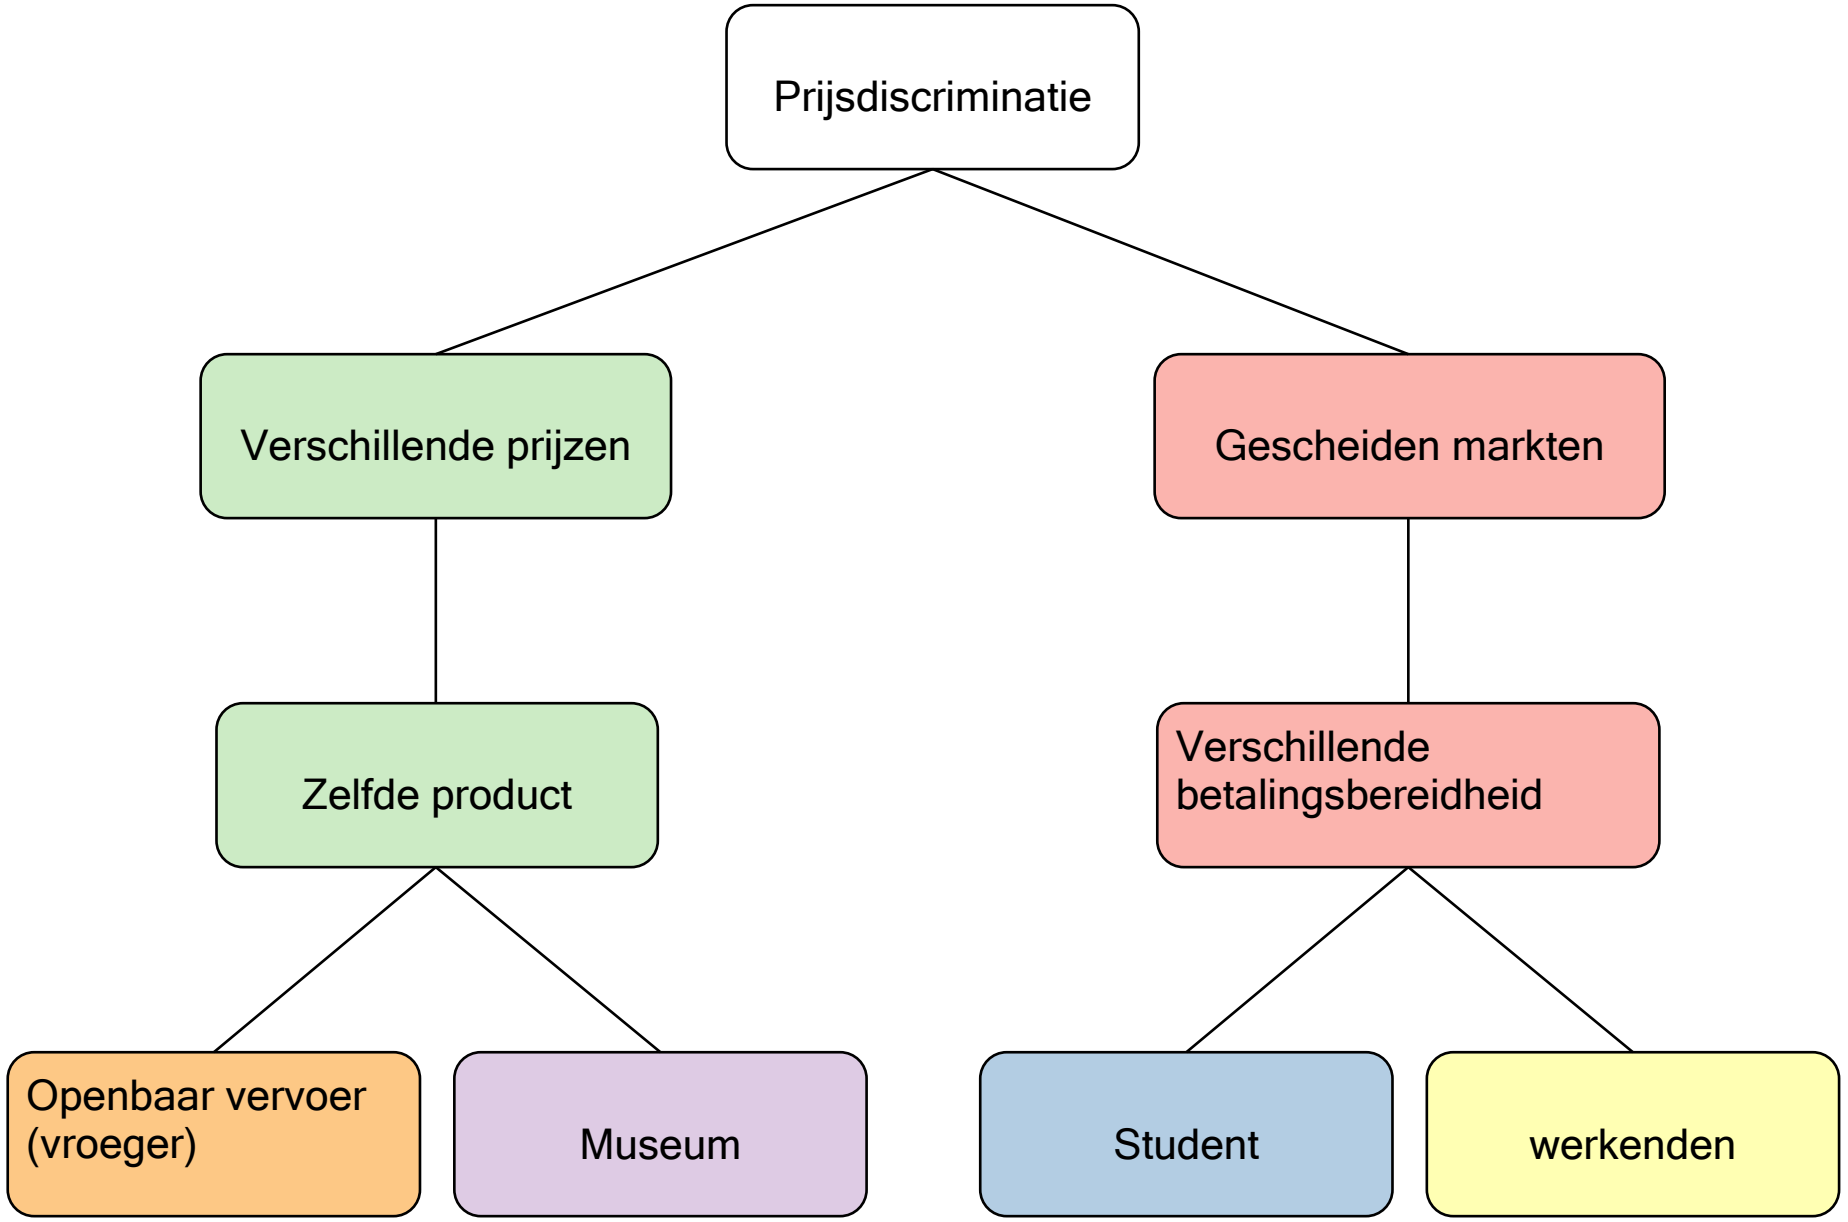 Prijsdiscriminatie
Verschillende prijzen
Gescheiden markten
Zelfde product
Verschillende
betalingsbereidheid
Openbaar vervoer
(vroeger)
Museum
Student
werkenden